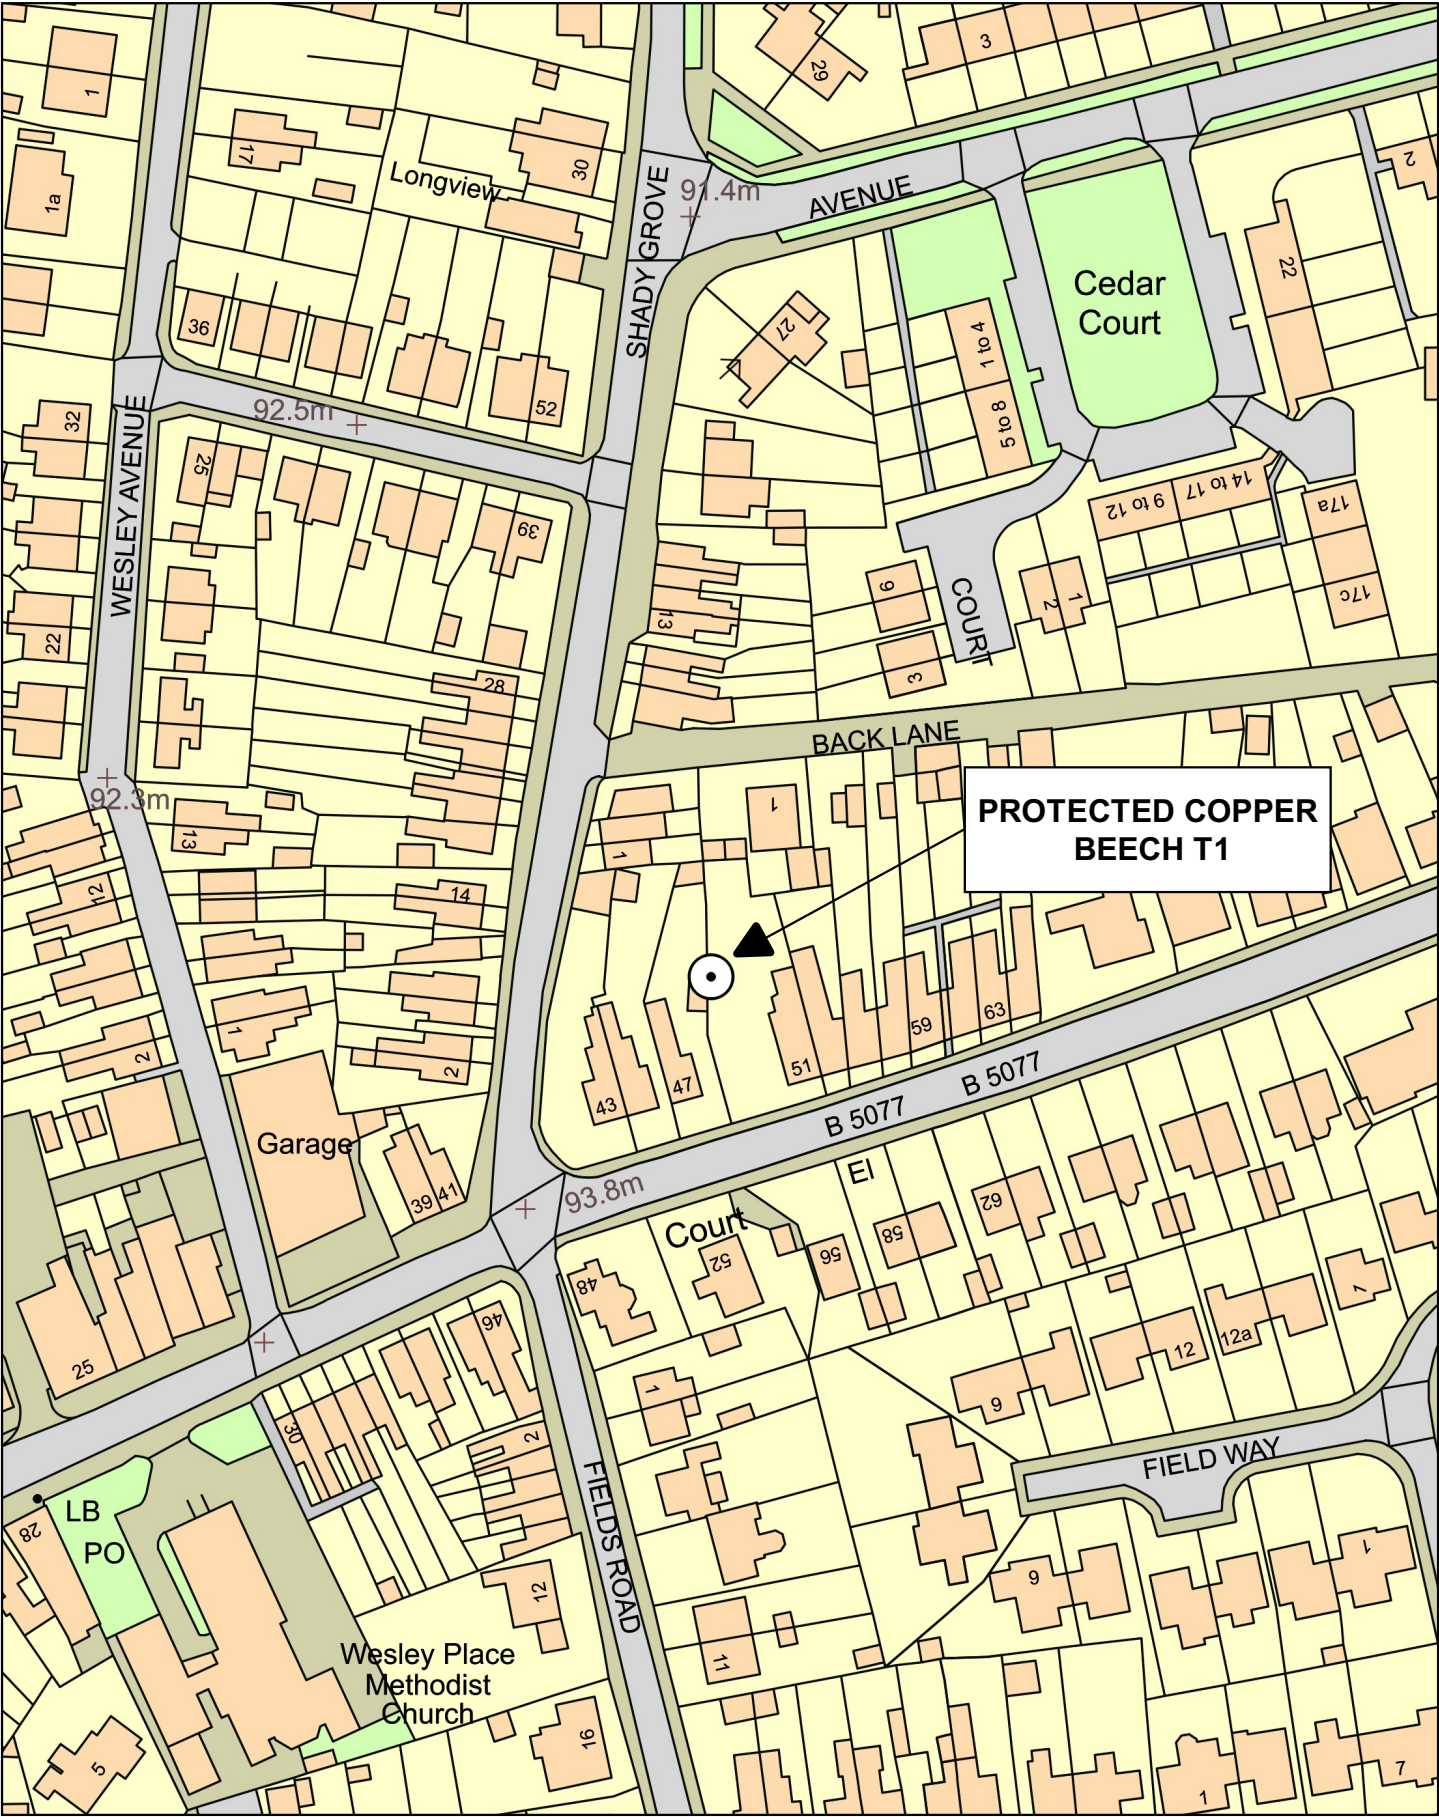 3
29
1
17
Longview
30
1a
SHADY GROVE
91.4m
AVENUE
2
22
Cedar
Court
36
27
1 to 4
52
92.5m
32
WESLEY AVENUE
5 to 8
25
39
9 to 12
14 to 17
17a
13
9
COURT
1
2
17c
22
3
28
BACK LANE
92.3m
1
PROTECTED COPPER
BEECH T1
13
1
12
14
63
59
1
2
51
47
43
2
B 5077
B 5077
Garage
El
39
41
93.8m
Court
62
58
56
52
48
46
7
12a
12
25
1
9
30
2
FIELD WAY
FIELDS ROAD
LB
PO
28
12
9
1
Wesley Place
Methodist
Church
11
16
5
1
7